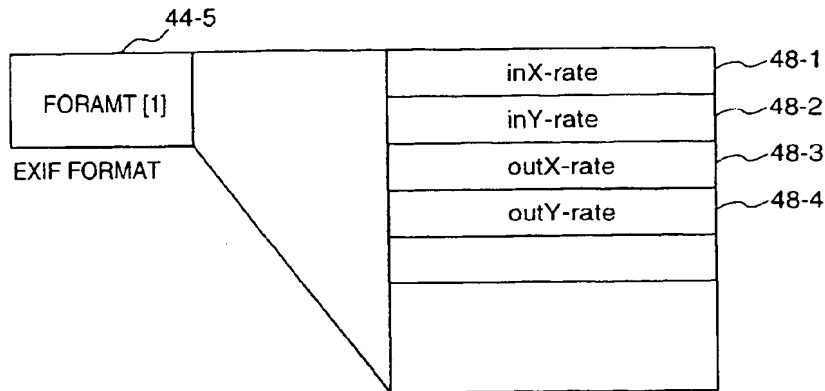 44-5
FORAMT [1]
EXIF FORMAT
inX-rate
48-1
inY-rate
48-2
outX-rate
48-3
outY-rate
48-4